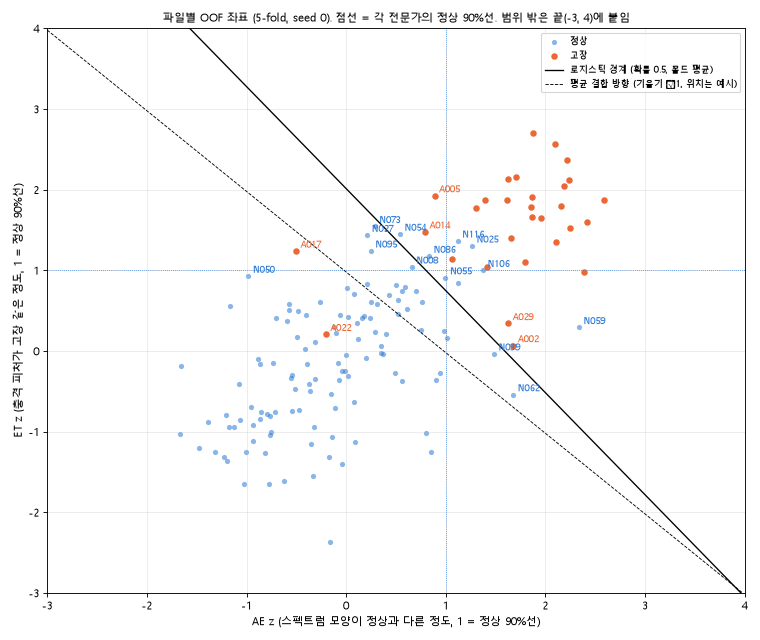 파일별 OOF 좌표 (5-fold, seed 0). 점선 = 각 전문가의 정상 90%선. 범위 밖은 끝(-3, 4)에 붙임
정상
고장
로지스틱 경계 (확률 0.5, 폴드 평균)
평균 결합 방향 (기울기 1, 위치는 예시)
4
3
2
1
0
-1
-2
-3
ET z (충격 피처가 고장 같은 정도, 1 = 정상 90%선)
A005
N073
N027
N054
A014
N116
N025
A017
N095
N086
N050
N008
N055
N106
A029
N059
A022
A002
N062
-3
-2
-1
0
1
2
3
4
AE z (스펙트럼 모양이 정상과 다른 정도, 1 = 정상 90%선)